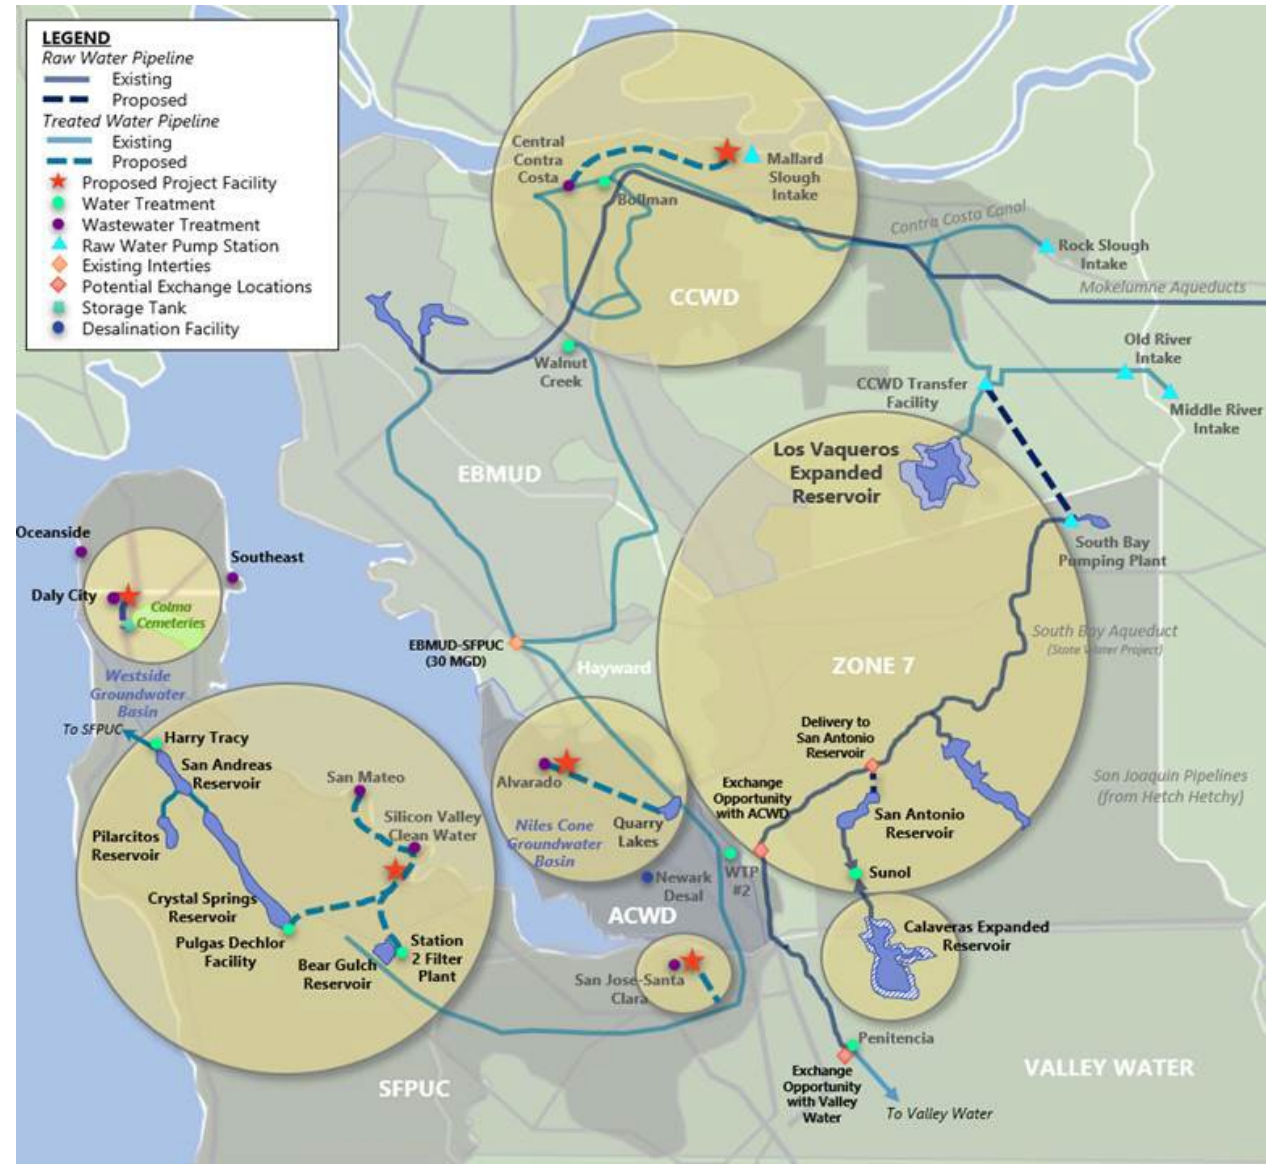 LEGEND
Raw Water Pipeline
Existing
Proposed
Treated Water Pipeline
Existing
Proposed
Proposed Project Facility
Water Treatment
Wastewater Treatment
Raw Water Pump Station
Existing Interties
Potential Exchange Locations
Storage Tank
Desalination Facility
Central
Contra
Costa
Bollman
Mallard
Slough
Intake
CCWD
Contra Costa Canal
Rock Slough
Intake
Mokelumne Aqueducts
Old River
Intake
Middle River
Intake
CCWD Transfer
Facility
Walnut
Creek
EBMUD
Los Vaqueros
Expanded
Reservoir
South Bay
Pumping Plant
South Bay Aqueduct
(State Water Project)
ZONE 7
Oceanside
Southeast
Daly City
Colma
Cemeteries
Westside
Groundwater
Basin
EBMUD-SFPUC
(30 MGD)
Hayward
To SFPUC
Harry Tracy
San Andreas
Reservoir
Pilarcitos
Reservoir
San Mateo
Silicon Valley
Clean Water
Crystal Springs
Reservoir
Pulgas Dechlor
Facility
Bear Gulch
Reservoir
Station
2 Filter
Plant
SFPUC
Alvarado
Niles Cone
Groundwater
Basin
Quarry
Lakes
Newark
Desal
ACWD
WTP
#2
San Jose-Santa
Clara
Delivery to
San Antonio
Reservoir
Exchange
Opportunity
with ACWD
San Antonio
Reservoir
San Joaquin Pipelines
(from Hetch Hetchy)
Sunol
Calaveras Expanded
Reservoir
Penitencia
Exchange
Opportunity
with Valley
Water
To Valley Water
VALLEY WATER